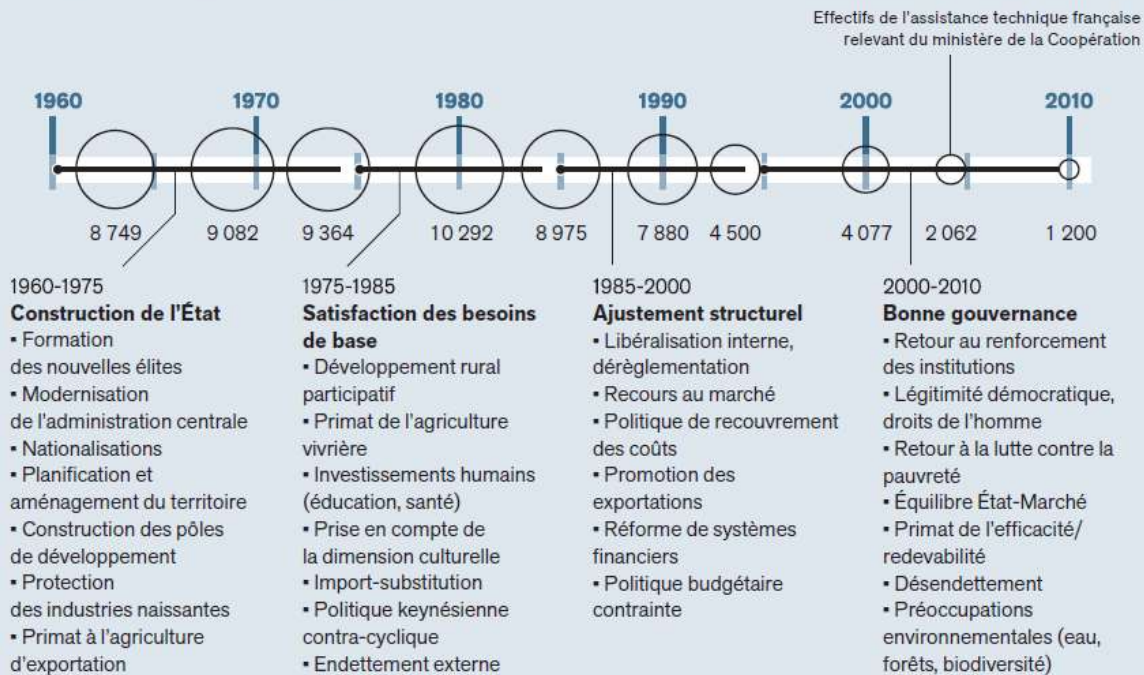 Effectifs de l'assistance technique française
relevant du ministère de la Coopération
1960 1970 1980 1990 2000 2010
8 749 9 082 9 364 10 292 8 975 7 880 4 500 4 077 2 062 1 200
1960-1975
Construction de l'État
▪ Formation
des nouvelles élites
▪ Modernisation
de l'administration centrale
▪ Nationalisations
▪ Planification et
aménagement du territoire
▪ Construction des pôles
de développement
▪ Protection
des industries naissantes
▪ Primat à l'agriculture
d'exportation
1975-1985
Satisfaction des besoins
de base
▪ Développement rural
participatif
▪ Primat de l'agriculture
vivrière
▪ Investissements humains
(éducation, santé)
▪ Prise en compte de
la dimension culturelle
▪ Import-substitution
▪ Politique keynésienne
contra-cyclique
▪ Endettement externe
1985-2000
Ajustement structurel
▪ Libéralisation interne,
dérèglementation
▪ Recours au marché
▪ Politique de recouvrement
des coûts
▪ Promotion des
exportations
▪ Réforme de systèmes
financiers
▪ Politique budgétaire
contrainte
2000-2010
Bonne gouvernance
▪ Retour au renforcement
des institutions
▪ Légitimité démocratique,
droits de l'homme
▪ Retour à la lutte contre la
pauvreté
▪ Équilibre État-Marché
▪ Primat de l'efficacité/
redevabilité
▪ Désendettement
▪ Préoccupations
environnementales (eau,
forêts, biodiversité)